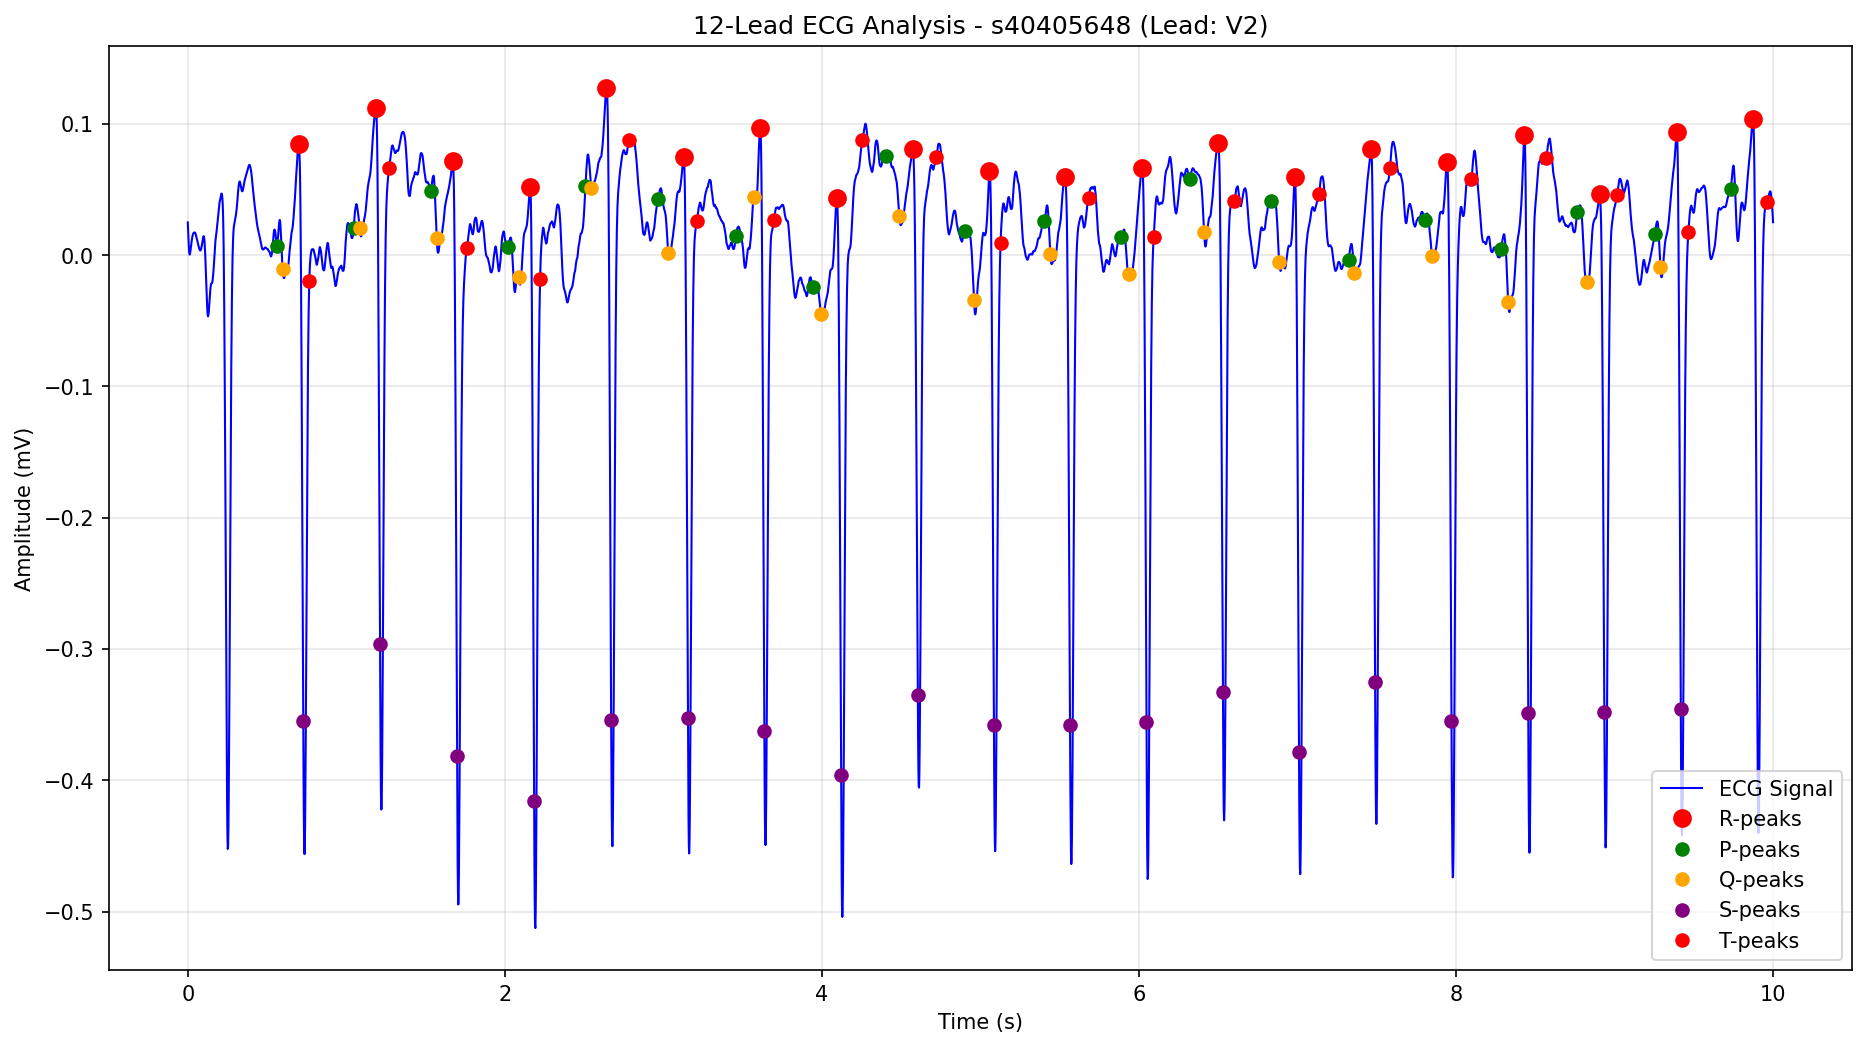 12-Lead ECG Analysis - s40405648 (Lead: V2)
0.1
0.0
−0.1
−0.2
−0.3
−0.4
−0.5
Amplitude (mV)
ECG Signal
R-peaks
P-peaks
Q-peaks
S-peaks
T-peaks
0 2 4 6 8 10
Time (s)